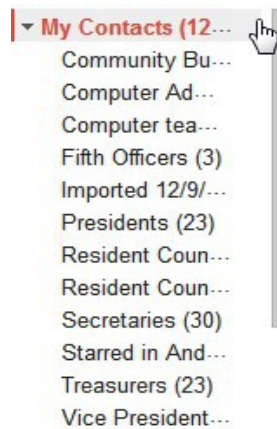 My Contacts (12...
Community Bu...
Computer Ad...
Computer tea...
Fifth Officers (3)
Imported 12/9/...
Presidents (23)
Resident Coun...
Resident Coun...
Secretaries (30)
Starred in And...
Treasurers (23)
Vice President...